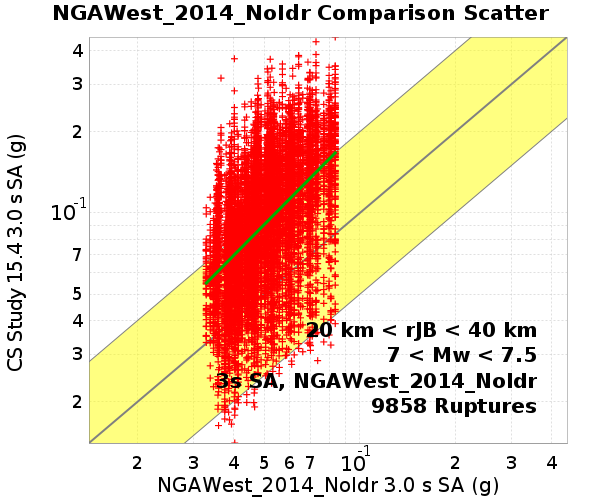 NGAWest_2014_NoIdr Comparison Scatter
CS Study 15.4 3.0 s SA (g)
4
3
2
10^-1
7
5
4
3
2
20 km < rJB < 40 km
7 < Mw < 7.5
3s SA, NGAWest_2014_NoIdr
9858 Ruptures
2 3 4 5 6 7 10^-1 2 3 4
NGAWest_2014_NoIdr 3.0 s SA (g)